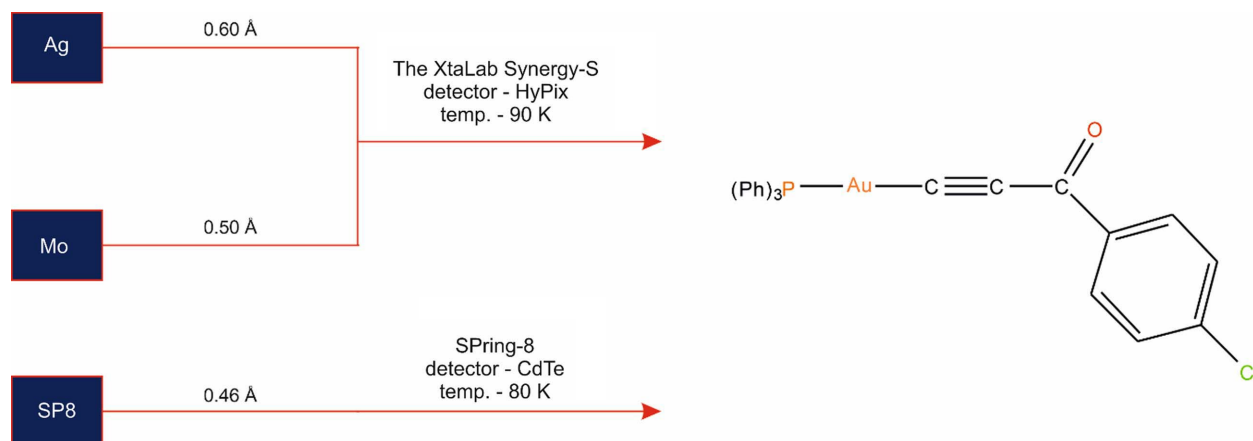 Ag
0.60 Å
The XtaLab Synergy-S
detector - HyPix
temp. - 90 K
Mo
0.50 Å
SPring-8
detector - CdTe
temp. - 80 K
SP8
0.46 Å
O
(Ph)₃P Au C C C
C